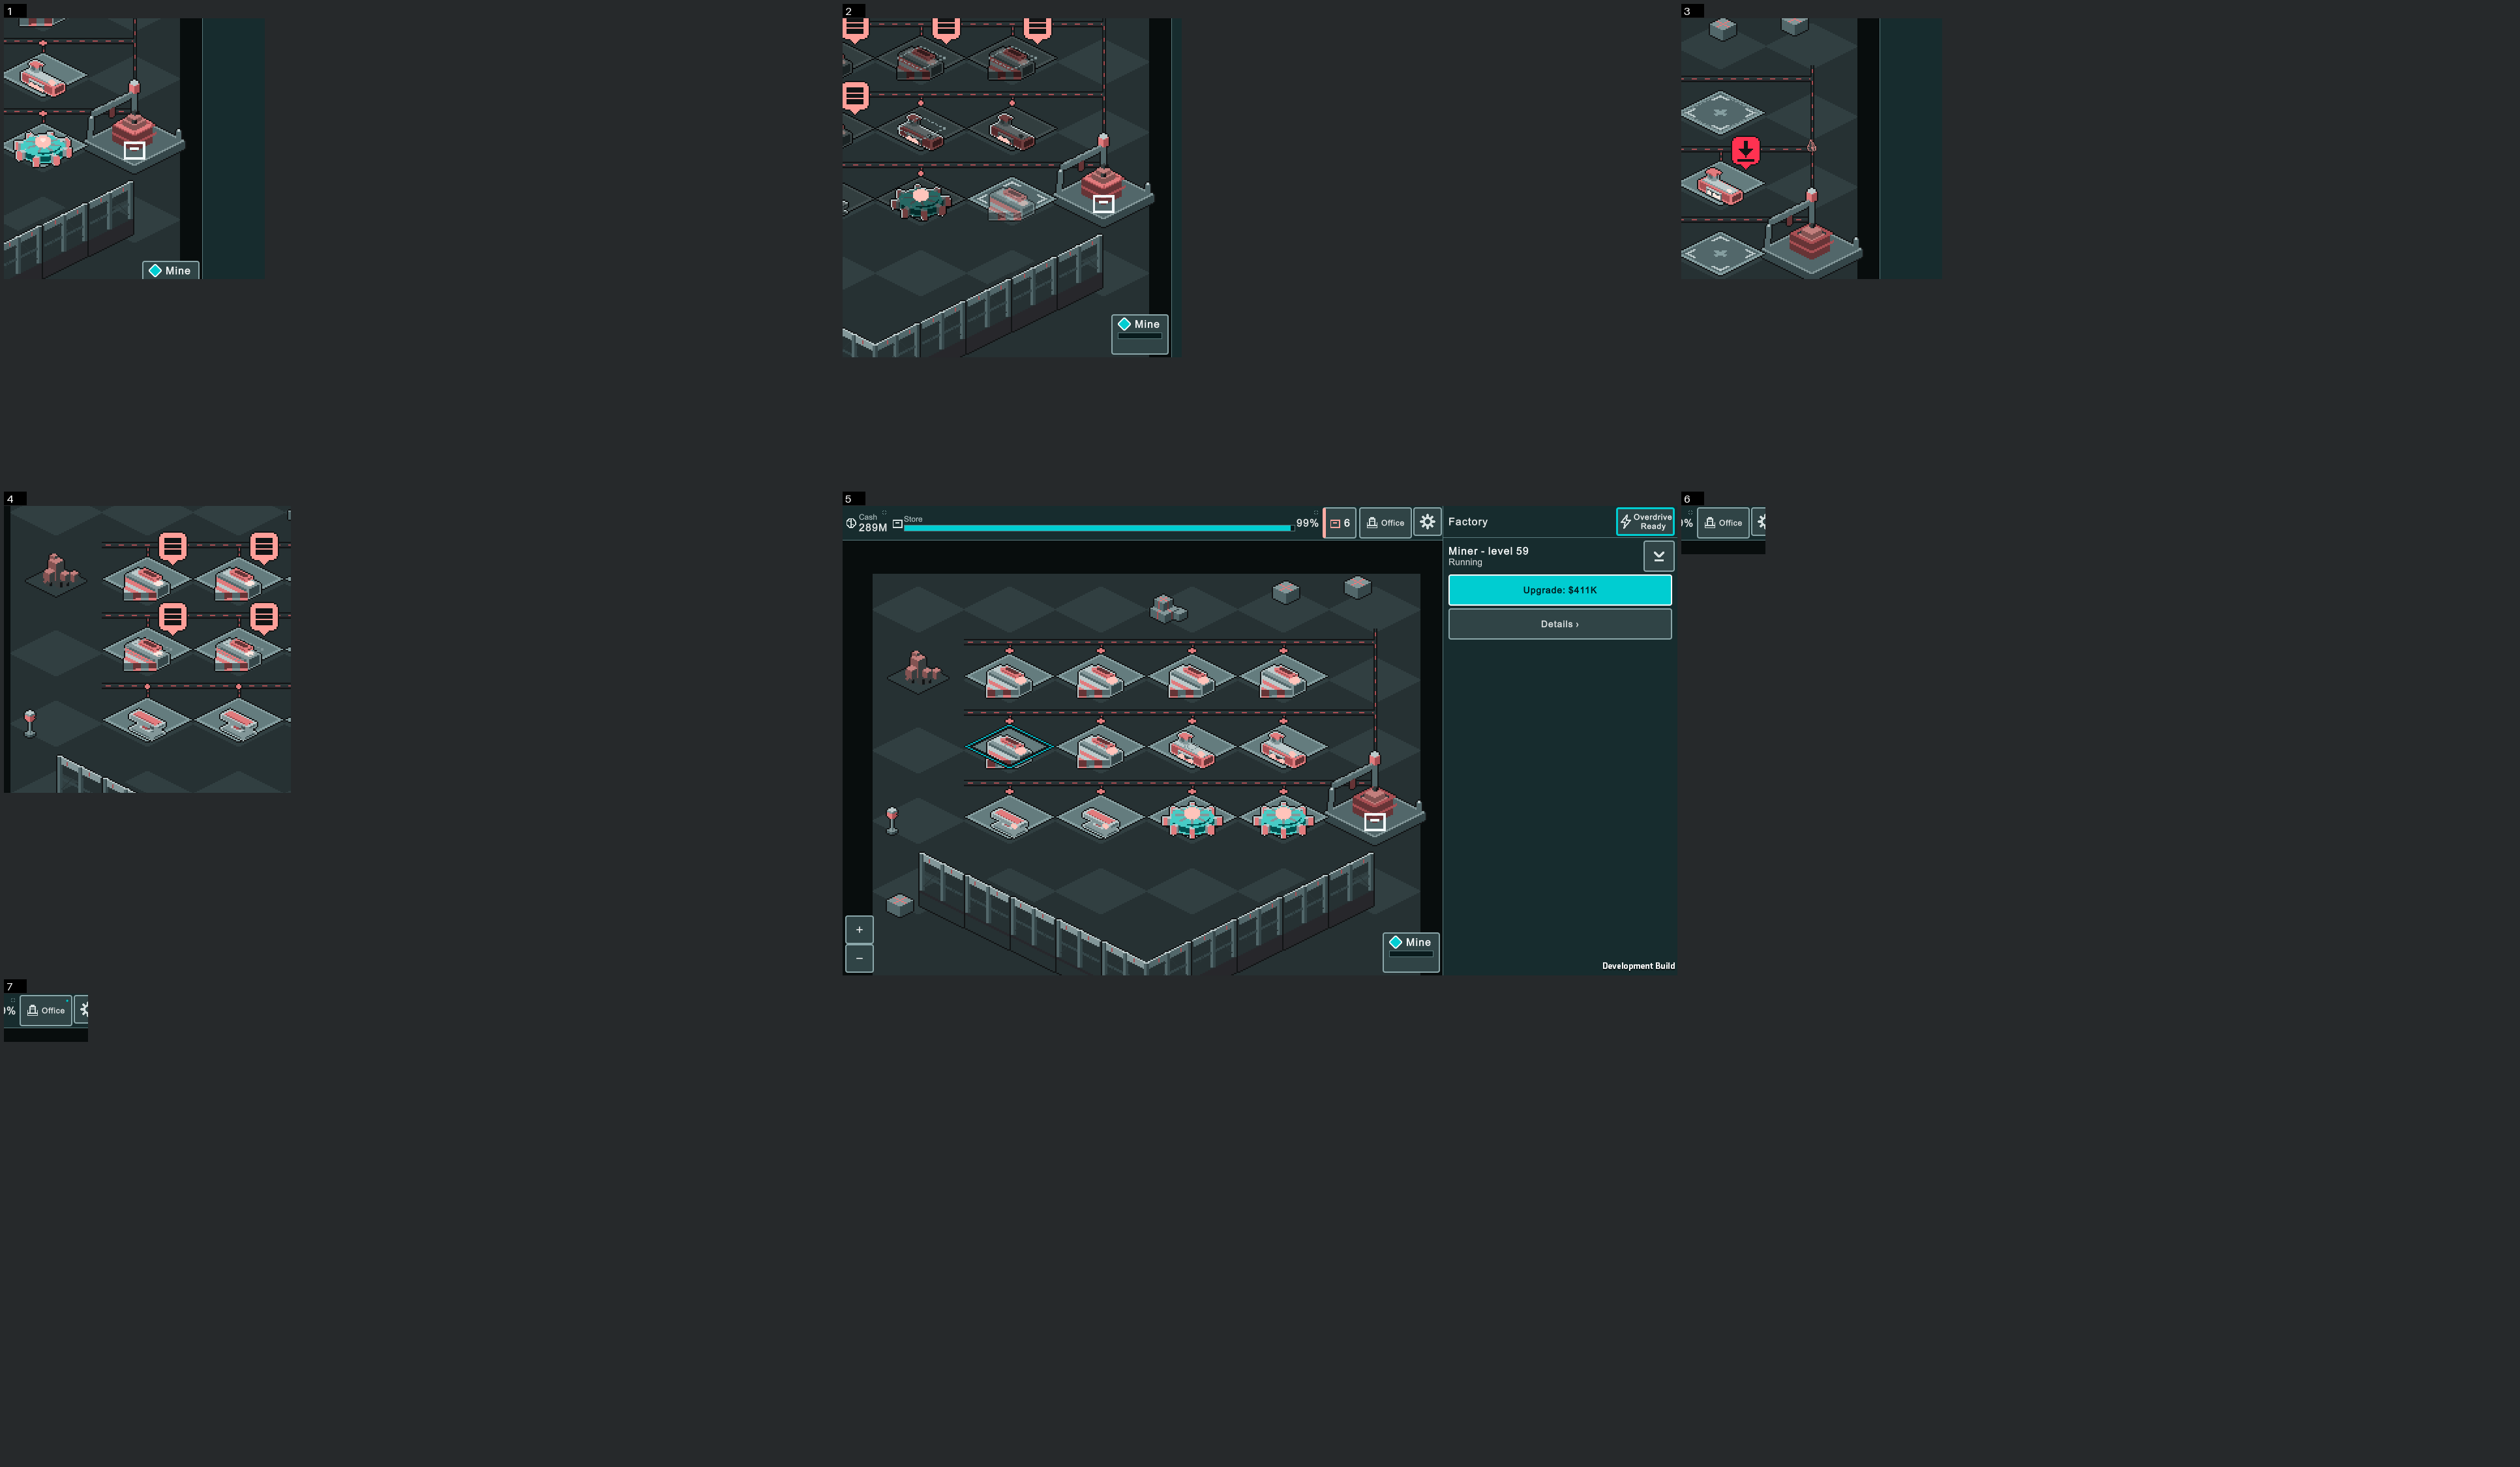 1
2
3
Mine
Mine
4
5
6
Cash
289M
Store
99%
6
Office
Factory
Overdrive
Ready
Miner - level 59
Running
Upgrade: $411K
Details ›
+
−
Mine
Development Build
%
Office
7
%
Office